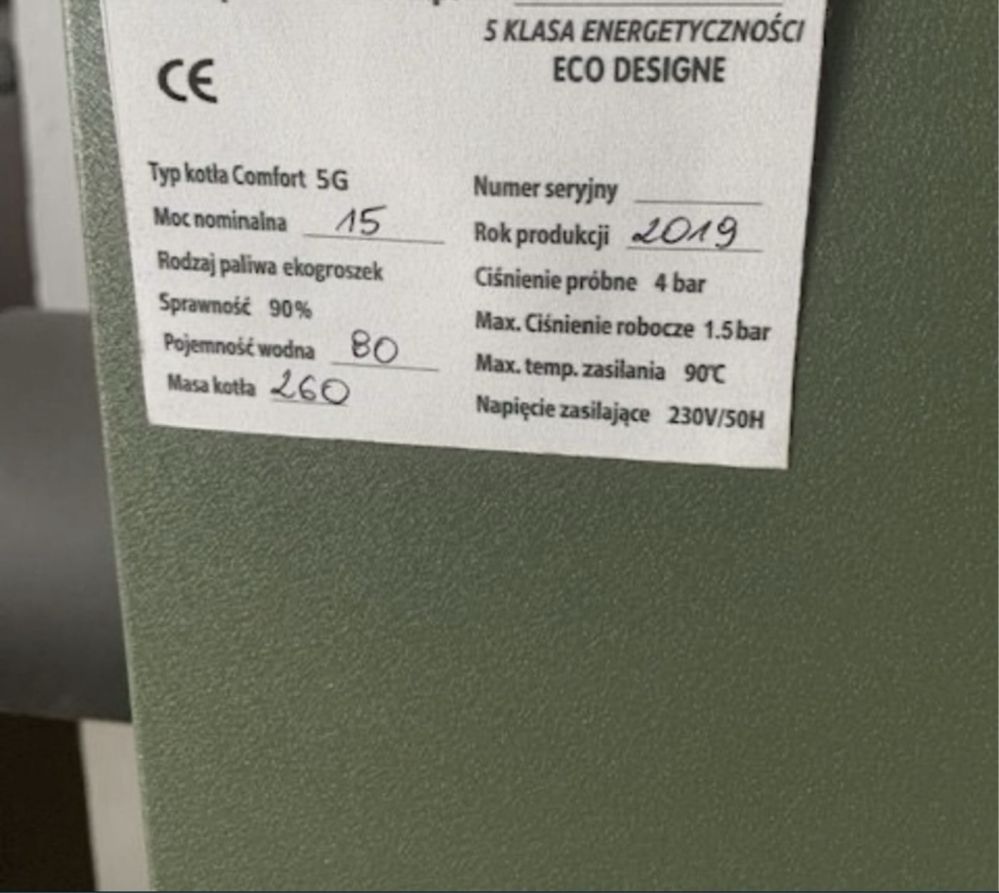 5 KLASA ENERGETYCZNOŚCI
ECO DESIGNE
CE
Typ kotła Comfort 5G
Moc nominalna 15
Rodzaj paliwa ekogroszek
Sprawność 90%
Pojemność wodna 80
Masa kotła 260
Numer seryjny
Rok produkcji 2019
Ciśnienie próbne 4 bar
Max. Ciśnienie robocze 1.5 bar
Max. temp. zasilania 90℃
Napięcie zasilające 230V/50H